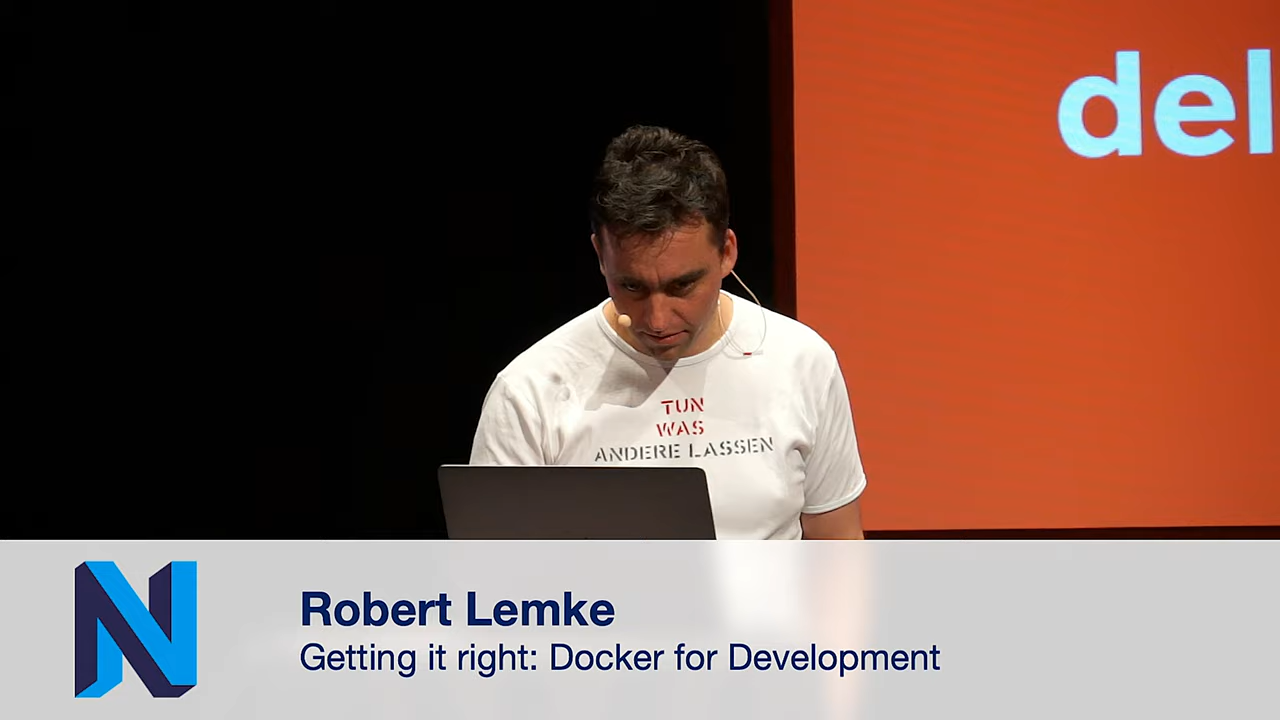 del
TUN
WAS
ANDERE LASSEN
Robert Lemke
Getting it right: Docker for Development